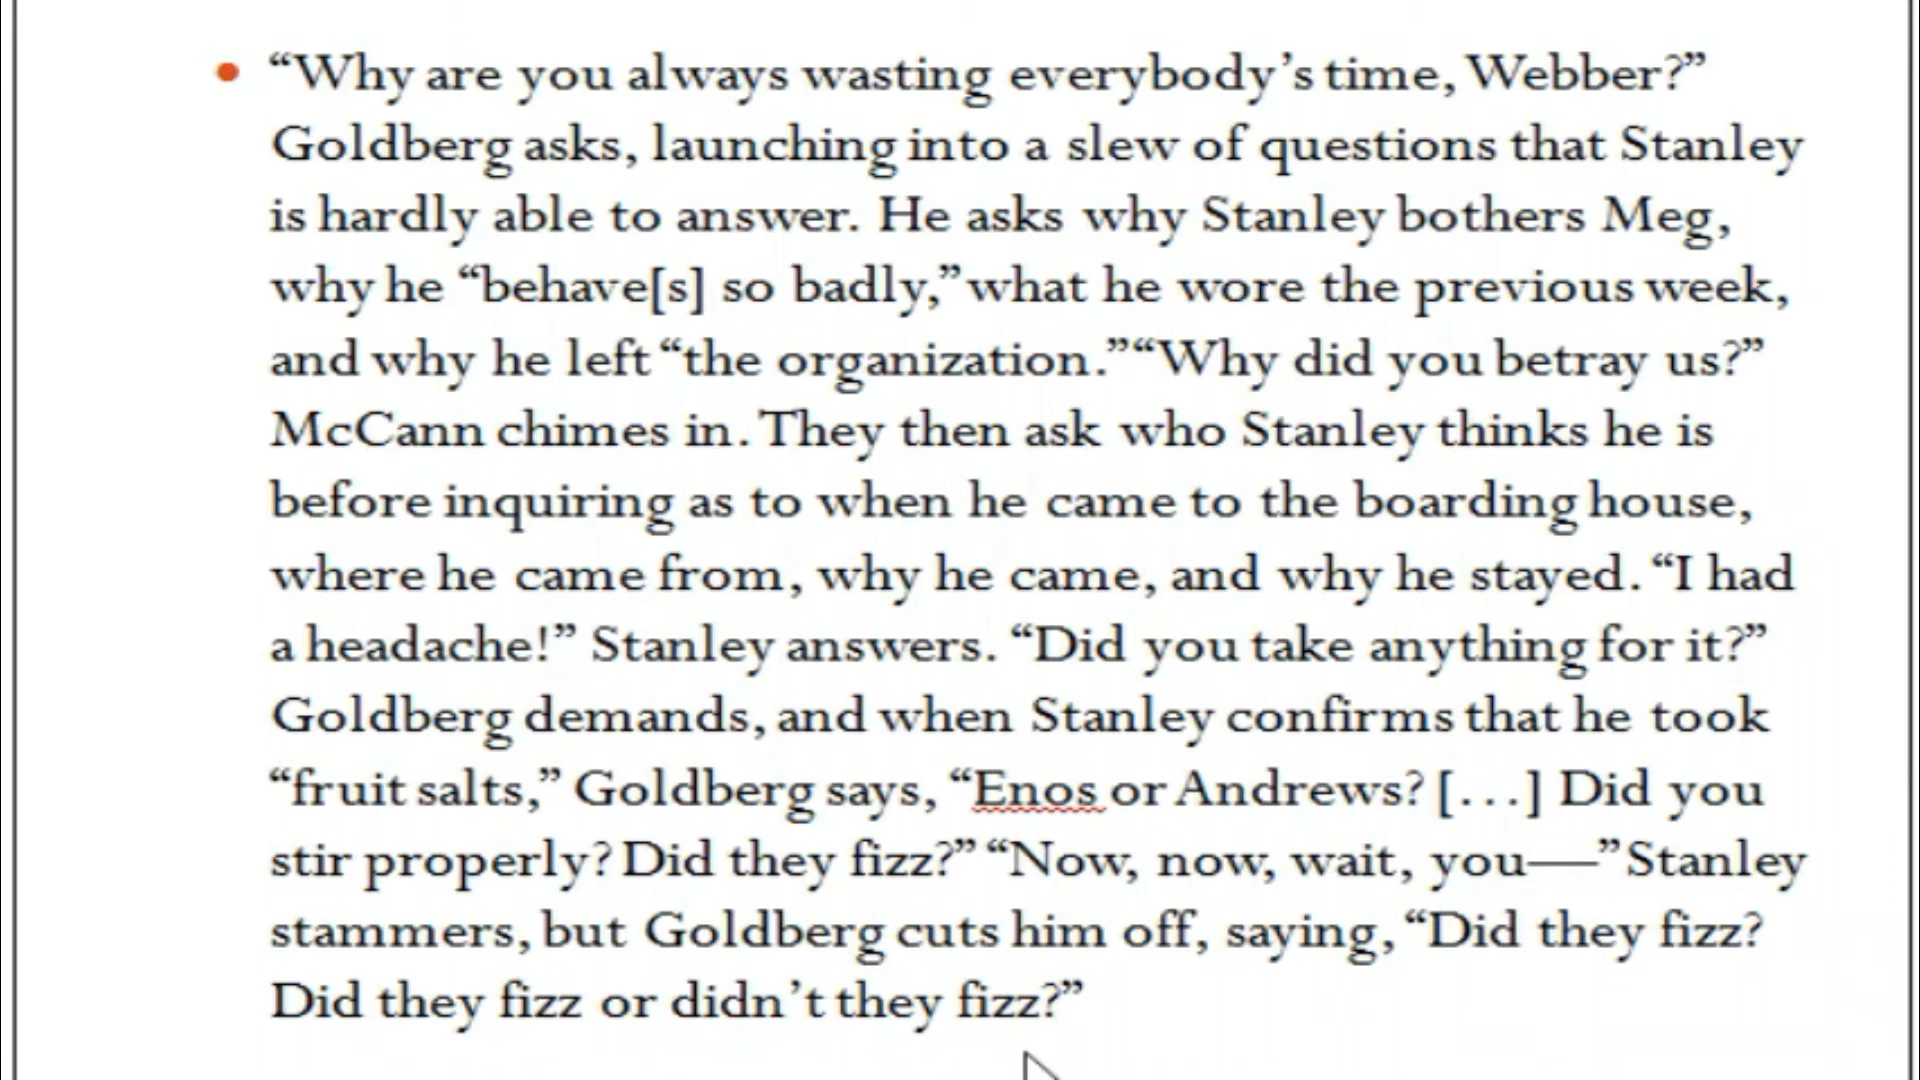 • “Why are you always wasting everybody’s time, Webber?”
Goldberg asks, launching into a slew of questions that Stanley
is hardly able to answer. He asks why Stanley bothers Meg,
why he “behave[s] so badly,” what he wore the previous week,
and why he left “the organization.” “Why did you betray us?”
McCann chimes in. They then ask who Stanley thinks he is
before inquiring as to when he came to the boarding house,
where he came from, why he came, and why he stayed. “I had
a headache!” Stanley answers. “Did you take anything for it?”
Goldberg demands, and when Stanley confirms that he took
“fruit salts,” Goldberg says, “Enos or Andrews? [...] Did you
stir properly? Did they fizz?” “Now, now, wait, you—” Stanley
stammers, but Goldberg cuts him off, saying, “Did they fizz?
Did they fizz or didn’t they fizz?”